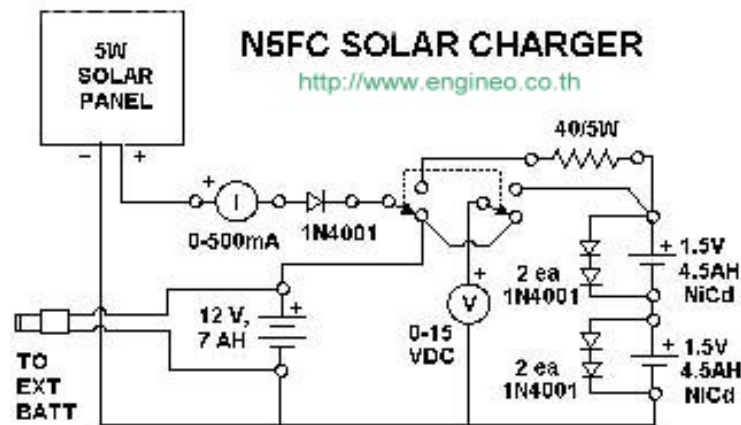 N5FC SOLAR CHARGER
http://www.engineo.co.th
5W
SOLAR
PANEL
− +
40/5W
+
I
0-500mA
1N4001
+
12 V,
7 AH
+
V
0-15
VDC
2 ea
1N4001
+ 1.5V
4.5AH
NiCd
2 ea
1N4001
+ 1.5V
4.5AH
NiCd
TO
EXT
BATT